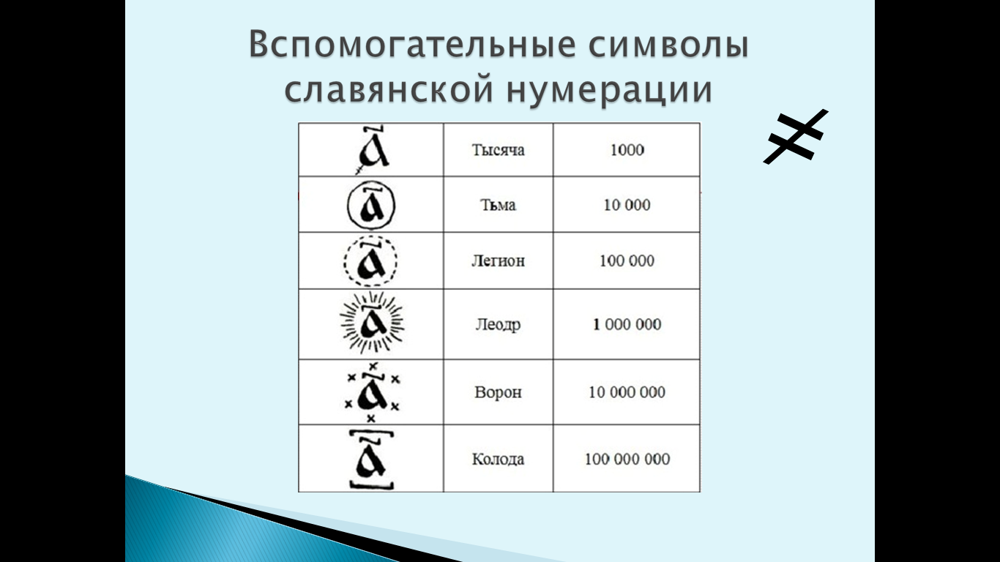 Вспомогательные символы
славянской нумерации
≠
҂а҃ Тысяча 1000
а҃ Тьма 10 000
а҃ Легион 100 000
а҃ Леодр 1 000 000
а҃ Ворон 10 000 000
а҃ Колода 100 000 000